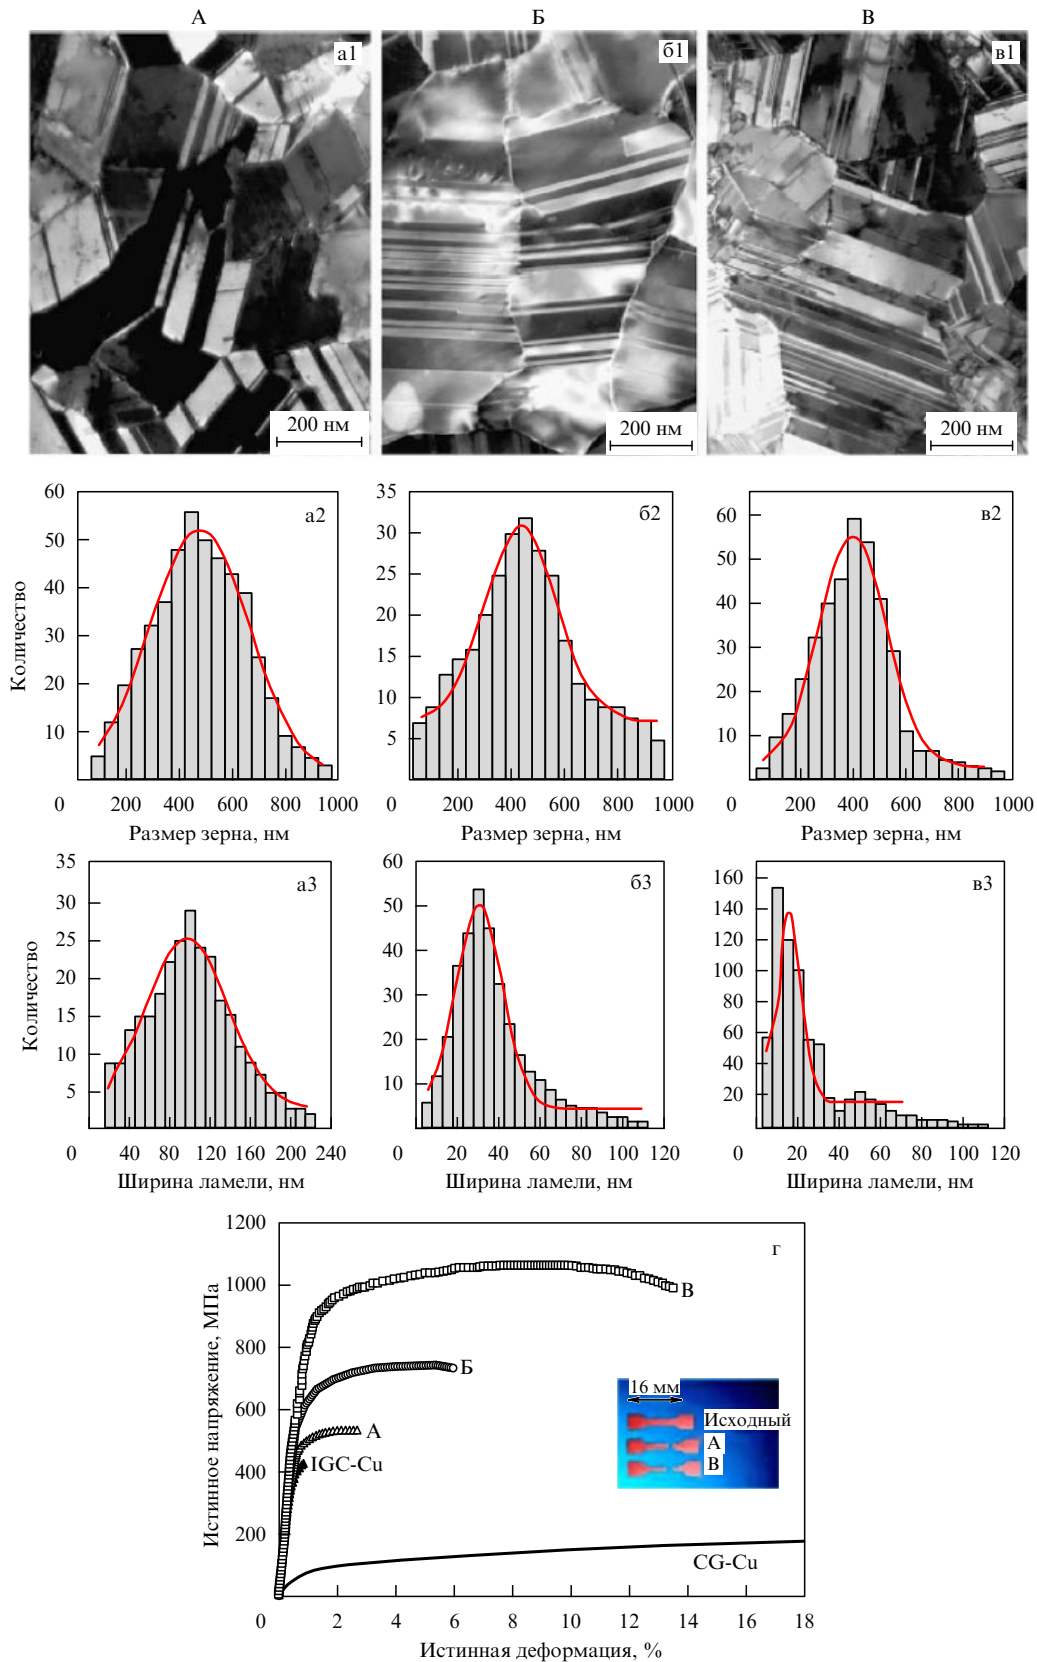 А Б В
а1 б1 в1
200 нм 200 нм 200 нм
Количество
60
50
40
30
20
10
0 200 400 600 800 1000
а2
Размер зерна, нм
35
30
25
20
15
10
5
0 200 400 600 800 1000
б2
Размер зерна, нм
60
50
40
30
20
10
0 200 400 600 800 1000
в2
Размер зерна, нм
Количество
35
30
25
20
15
10
5
0 40 80 120 160 200 240
а3
Ширина ламели, нм
60
50
40
30
20
10
0 20 40 60 80 100 120
б3
Ширина ламели, нм
160
140
120
100
80
60
40
20
0 20 40 60 80 100 120
в3
Ширина ламели, нм
Истинное напряжение, МПа
1200
1000
800
600
400
200
0 2 4 6 8 10 12 14 16 18
г
В
Б
А
IGC-Cu
CG-Cu
16 мм
Исходный
А
В
Истинная деформация, %